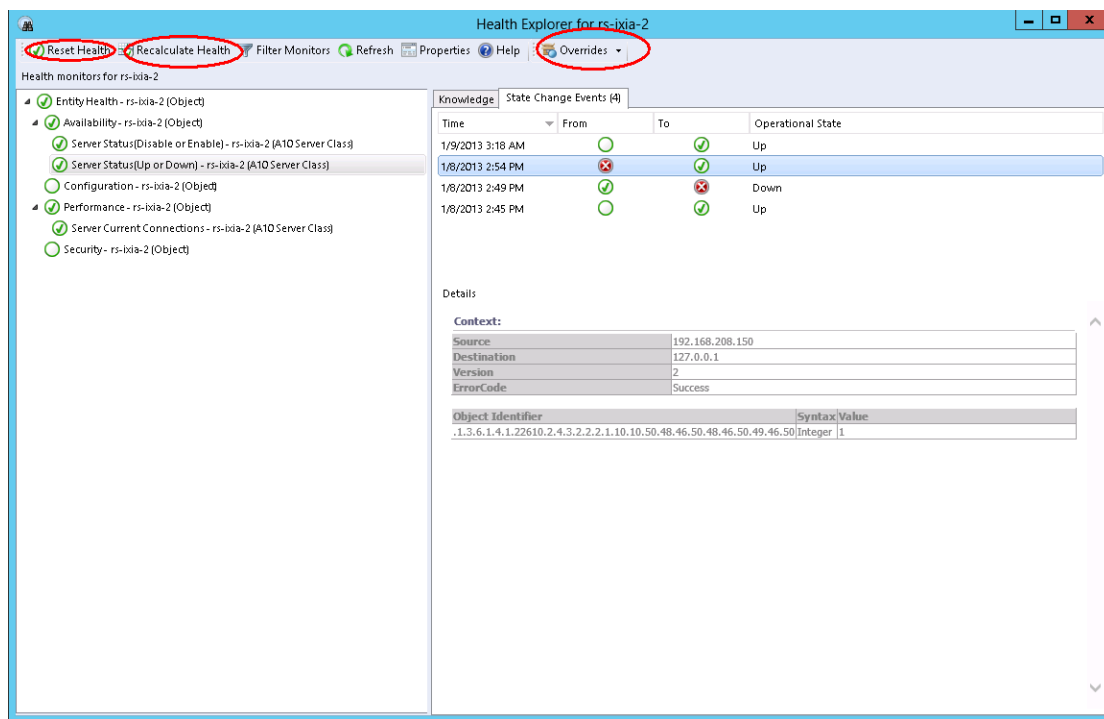 Health Explorer for rs-ixia-2
Reset Health Recalculate Health Filter Monitors Refresh Properties Help Overrides
Health monitors for rs-ixia-2
Entity Health - rs-ixia-2 (Object)
Availability - rs-ixia-2 (Object)
Server Status(Disable or Enable) - rs-ixia-2 (A10 Server Class)
Server Status(Up or Down) - rs-ixia-2 (A10 Server Class)
Configuration - rs-ixia-2 (Object)
Performance - rs-ixia-2 (Object)
Server Current Connections - rs-ixia-2 (A10 Server Class)
Security - rs-ixia-2 (Object)
Knowledge State Change Events (4)
Time From To Operational State
1/9/2013 3:18 AM Up
1/8/2013 2:54 PM Up
1/8/2013 2:49 PM Down
1/8/2013 2:45 PM Up
Details
Context:
Source 192.168.208.150
Destination 127.0.0.1
Version 2
ErrorCode Success
Object Identifier Syntax Value
.1.3.6.1.4.1.22610.2.4.3.2.2.2.1.10.10.50.48.46.50.48.46.50.49.46.50 Integer 1